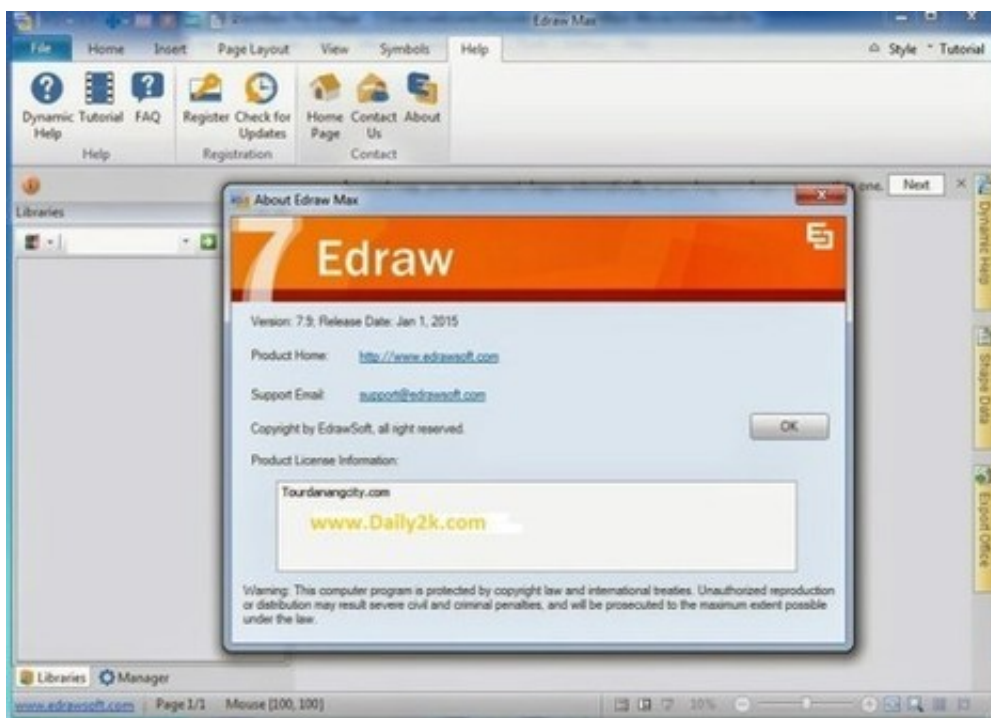 Edraw Max
File Home Insert Page Layout View Symbols Help
Style Tutorial
Dynamic Help
Tutorial
FAQ
Register
Check for Updates
Home Page
Contact Us
About
Help
Registration
Contact
one.
Next
Libraries
About Edraw Max
7 Edraw
Version: 7.9; Release Date: Jan 1, 2015
Product Home: http://www.edrawsoft.com
Support Email: support@edrawsoft.com
Copyright by EdrawSoft, all right reserved.
OK
Product License Information:
Tourdanangcity.com
www.Daily2k.com
Warning: This computer program is protected by copyright law and international treaties. Unauthorized reproduction
or distribution may result severe civil and criminal penalties, and will be prosecuted to the maximum extent possible
under the law.
Dynamic Help
Shape Data
Export Office
Libraries Manager
www.edrawsoft.com Page 1/1 Mouse [100, 100]
10%